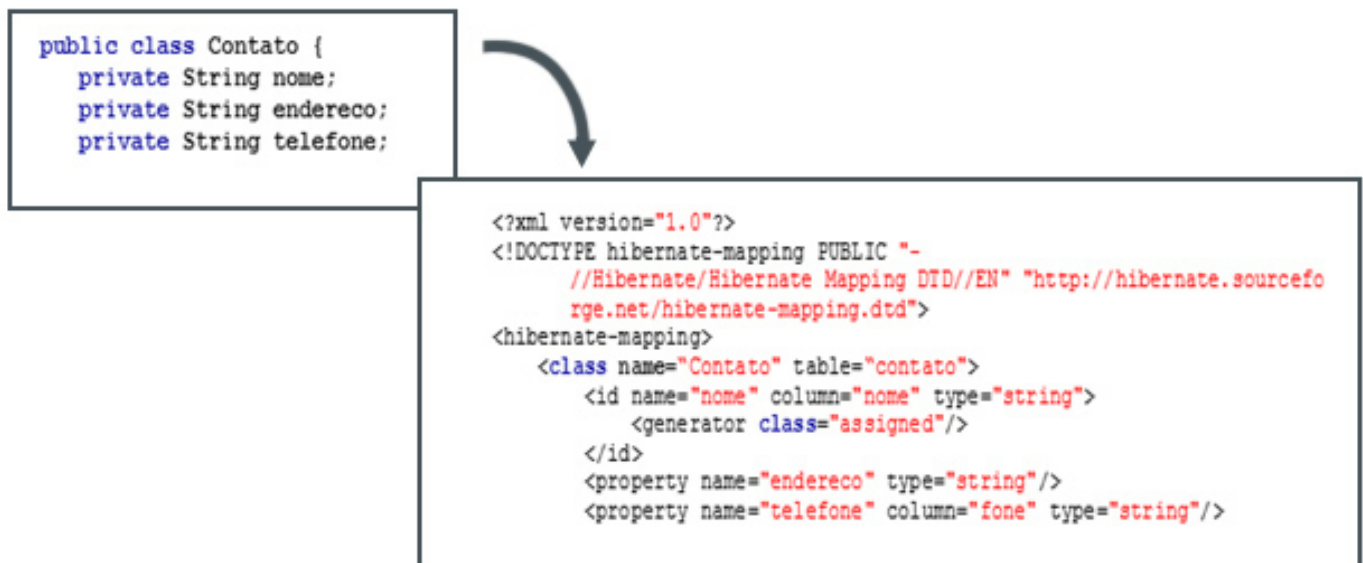 public class Contato {
private String nome;
private String endereco;
private String telefone;
<?xml version="1.0"?>
<!DOCTYPE hibernate-mapping PUBLIC "-
//Hibernate/Hibernate Mapping DTD//EN" "http://hibernate.sourcefo
rge.net/hibernate-mapping.dtd">
<hibernate-mapping>
<class name="Contato" table="contato">
<id name="nome" column="nome" type="string">
<generator class="assigned"/>
</id>
<property name="endereco" type="string"/>
<property name="telefone" column="fone" type="string"/>